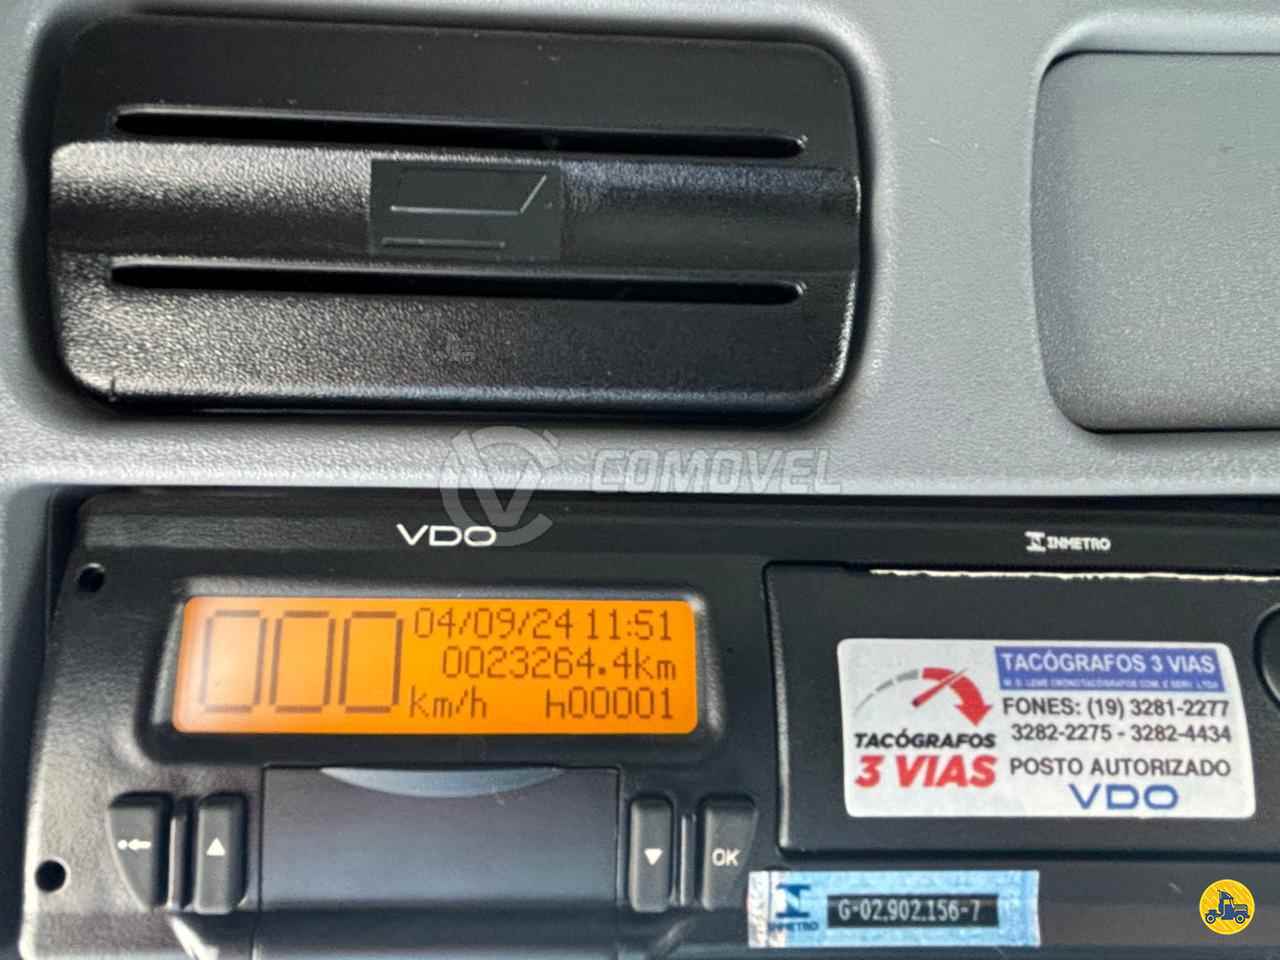 COMOVEL
VDO
INMETRO
000
04/09/24 11:51
0023264.4km
km/h h00001
TACÓGRAFOS 3 VIAS
FONES: (19) 3281-2277
3282-2275 - 3282-4434
TACÓGRAFOS
3 VIAS
POSTO AUTORIZADO
VDO
OK
INMETRO
G-02.902.156-7